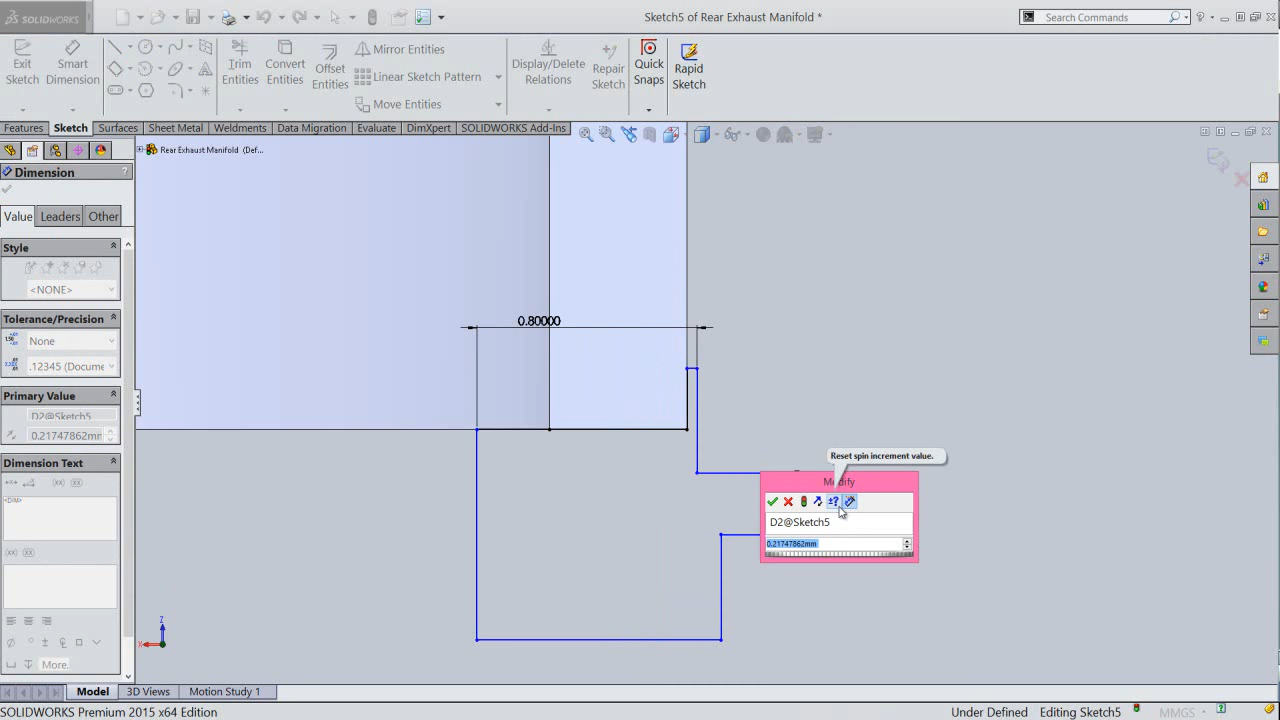 SOLIDWORKS
Sketch5 of Rear Exhaust Manifold *
Search Commands
Exit
Sketch
Smart
Dimension
Trim
Entities
Convert
Entities
Offset
Entities
Mirror Entities
Linear Sketch Pattern
Move Entities
Display/Delete
Relations
Repair
Sketch
Quick
Snaps
Rapid
Sketch
Features
Sketch
Surfaces
Sheet Metal
Weldments
Data Migration
Evaluate
DimXpert
SOLIDWORKS Add-Ins
Rear Exhaust Manifold (Def...
Dimension
?
Value
Leaders
Other
Style
<NONE>
Tolerance/Precision
None
.12345 (Docume
Primary Value
D2@Sketch5
0.21747862mm
Dimension Text
<DIM>
More.
0.80000
Reset spin increment value.
Modify
D2@Sketch5
0.21747862mm
Z
X
Model
3D Views
Motion Study 1
SOLIDWORKS Premium 2015 x64 Edition
Under Defined
Editing Sketch5
MMGS